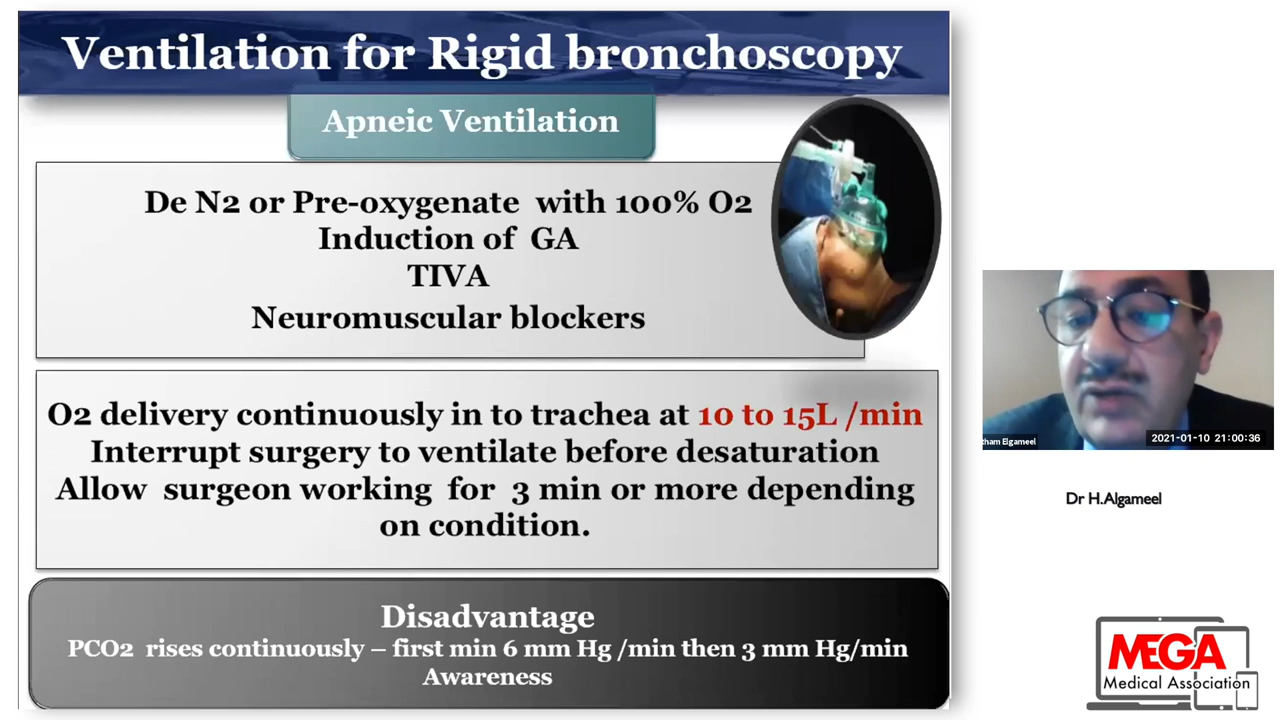 Ventilation for Rigid bronchoscopy
Apneic Ventilation
De N2 or Pre-oxygenate with 100% O2
Induction of GA
TIVA
Neuromuscular blockers
O2 delivery continuously in to trachea at 10 to 15L /min
Interrupt surgery to ventilate before desaturation
Allow surgeon working for 3 min or more depending
on condition.
Disadvantage
PCO2 rises continuously – first min 6 mm Hg /min then 3 mm Hg/min
Awareness
tham Elgameel
2021-01-10 21:00:36
Dr H.Algameel
MEGA
Medical Association